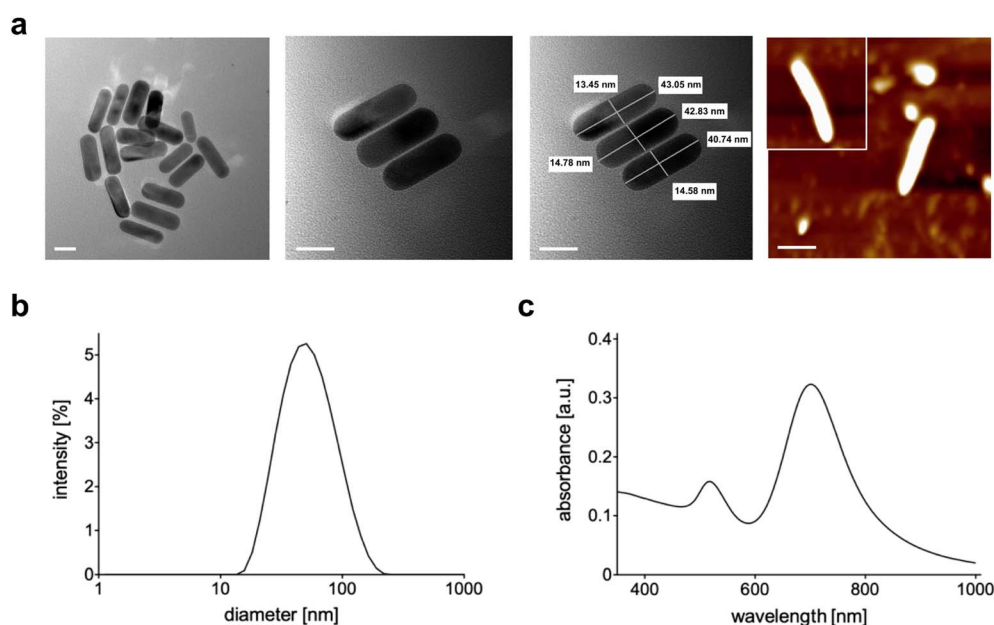 a
13.45 nm
43.05 nm
42.83 nm
40.74 nm
14.78 nm
14.58 nm
b
5
4
3
2
1
0
intensity [%]
1
10
100
1000
diameter [nm]
c
0.4
0.3
0.2
0.1
0
absorbance [a.u.]
400
600
800
1000
wavelength [nm]